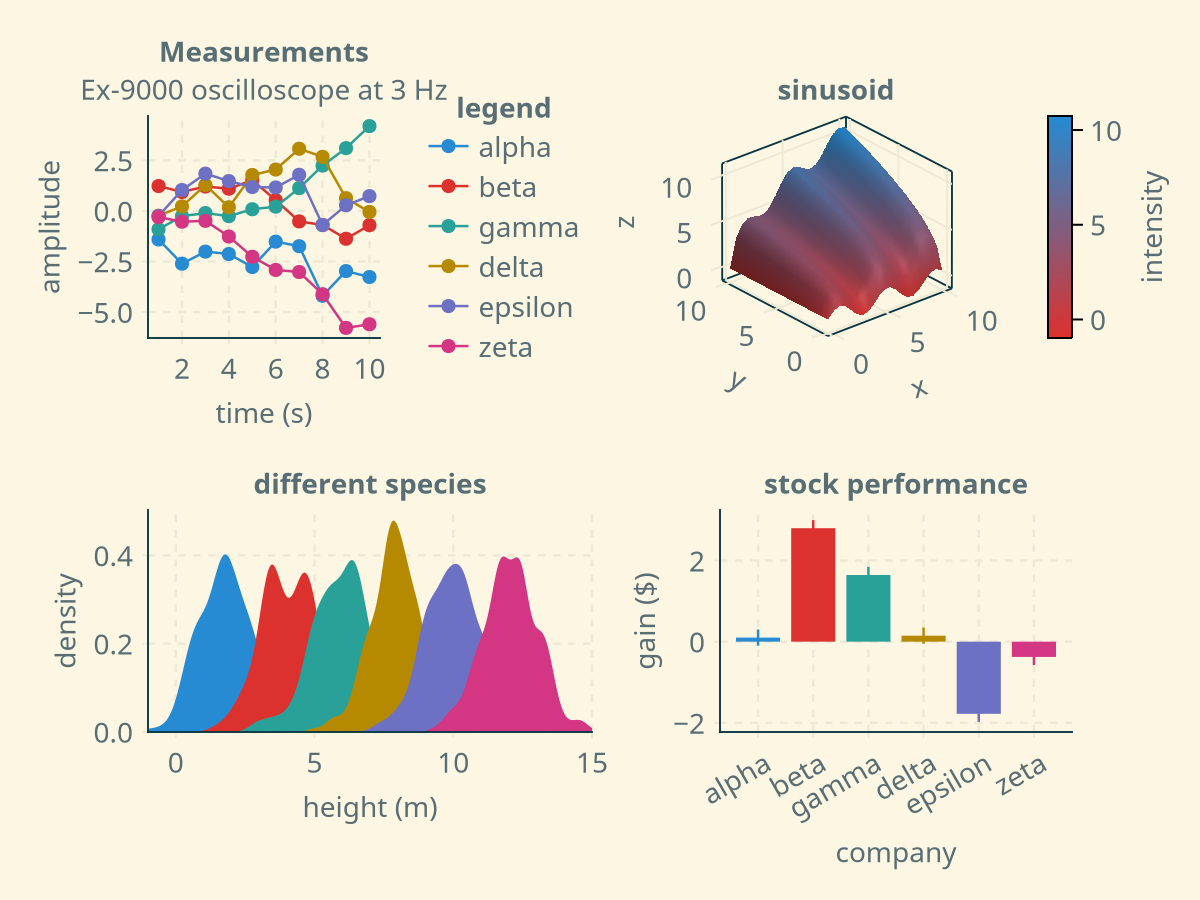 Measurements
Ex-9000 oscilloscope at 3 Hz
amplitude
2.5
0.0
−2.5
−5.0
2 4 6 8 10
time (s)
legend
alpha
beta
gamma
delta
epsilon
zeta
sinusoid
z
10
5
0
10
5
0
y
0
5
10
x
10
5
0
intensity
different species
density
0.4
0.2
0.0
0 5 10 15
height (m)
stock performance
gain ($)
2
0
−2
alpha
beta
gamma
delta
epsilon
zeta
company